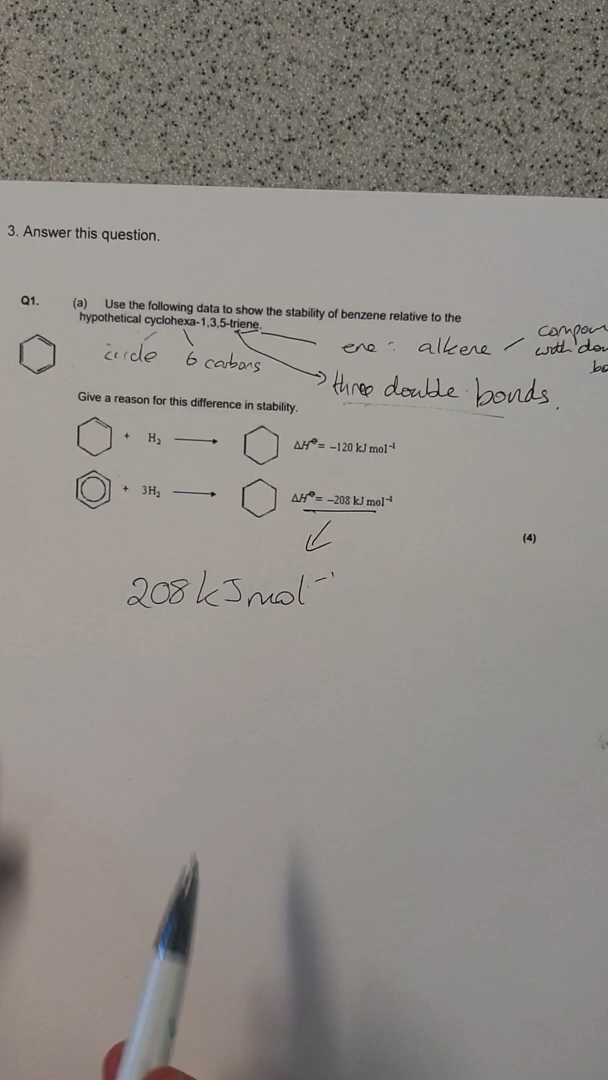 3. Answer this question.
Q1. (a) Use the following data to show the stability of benzene relative to the
hypothetical cyclohexa-1,3,5-triene.
circle 6 carbons
ene : alkene /
with
three double bonds.
Give a reason for this difference in stability.
+ H₂ ⟶ ΔH⦵ = −120 kJ mol⁻¹
+ 3H₂ ⟶ ΔH⦵ = −208 kJ mol⁻¹
(4)
208 kJ mol⁻¹